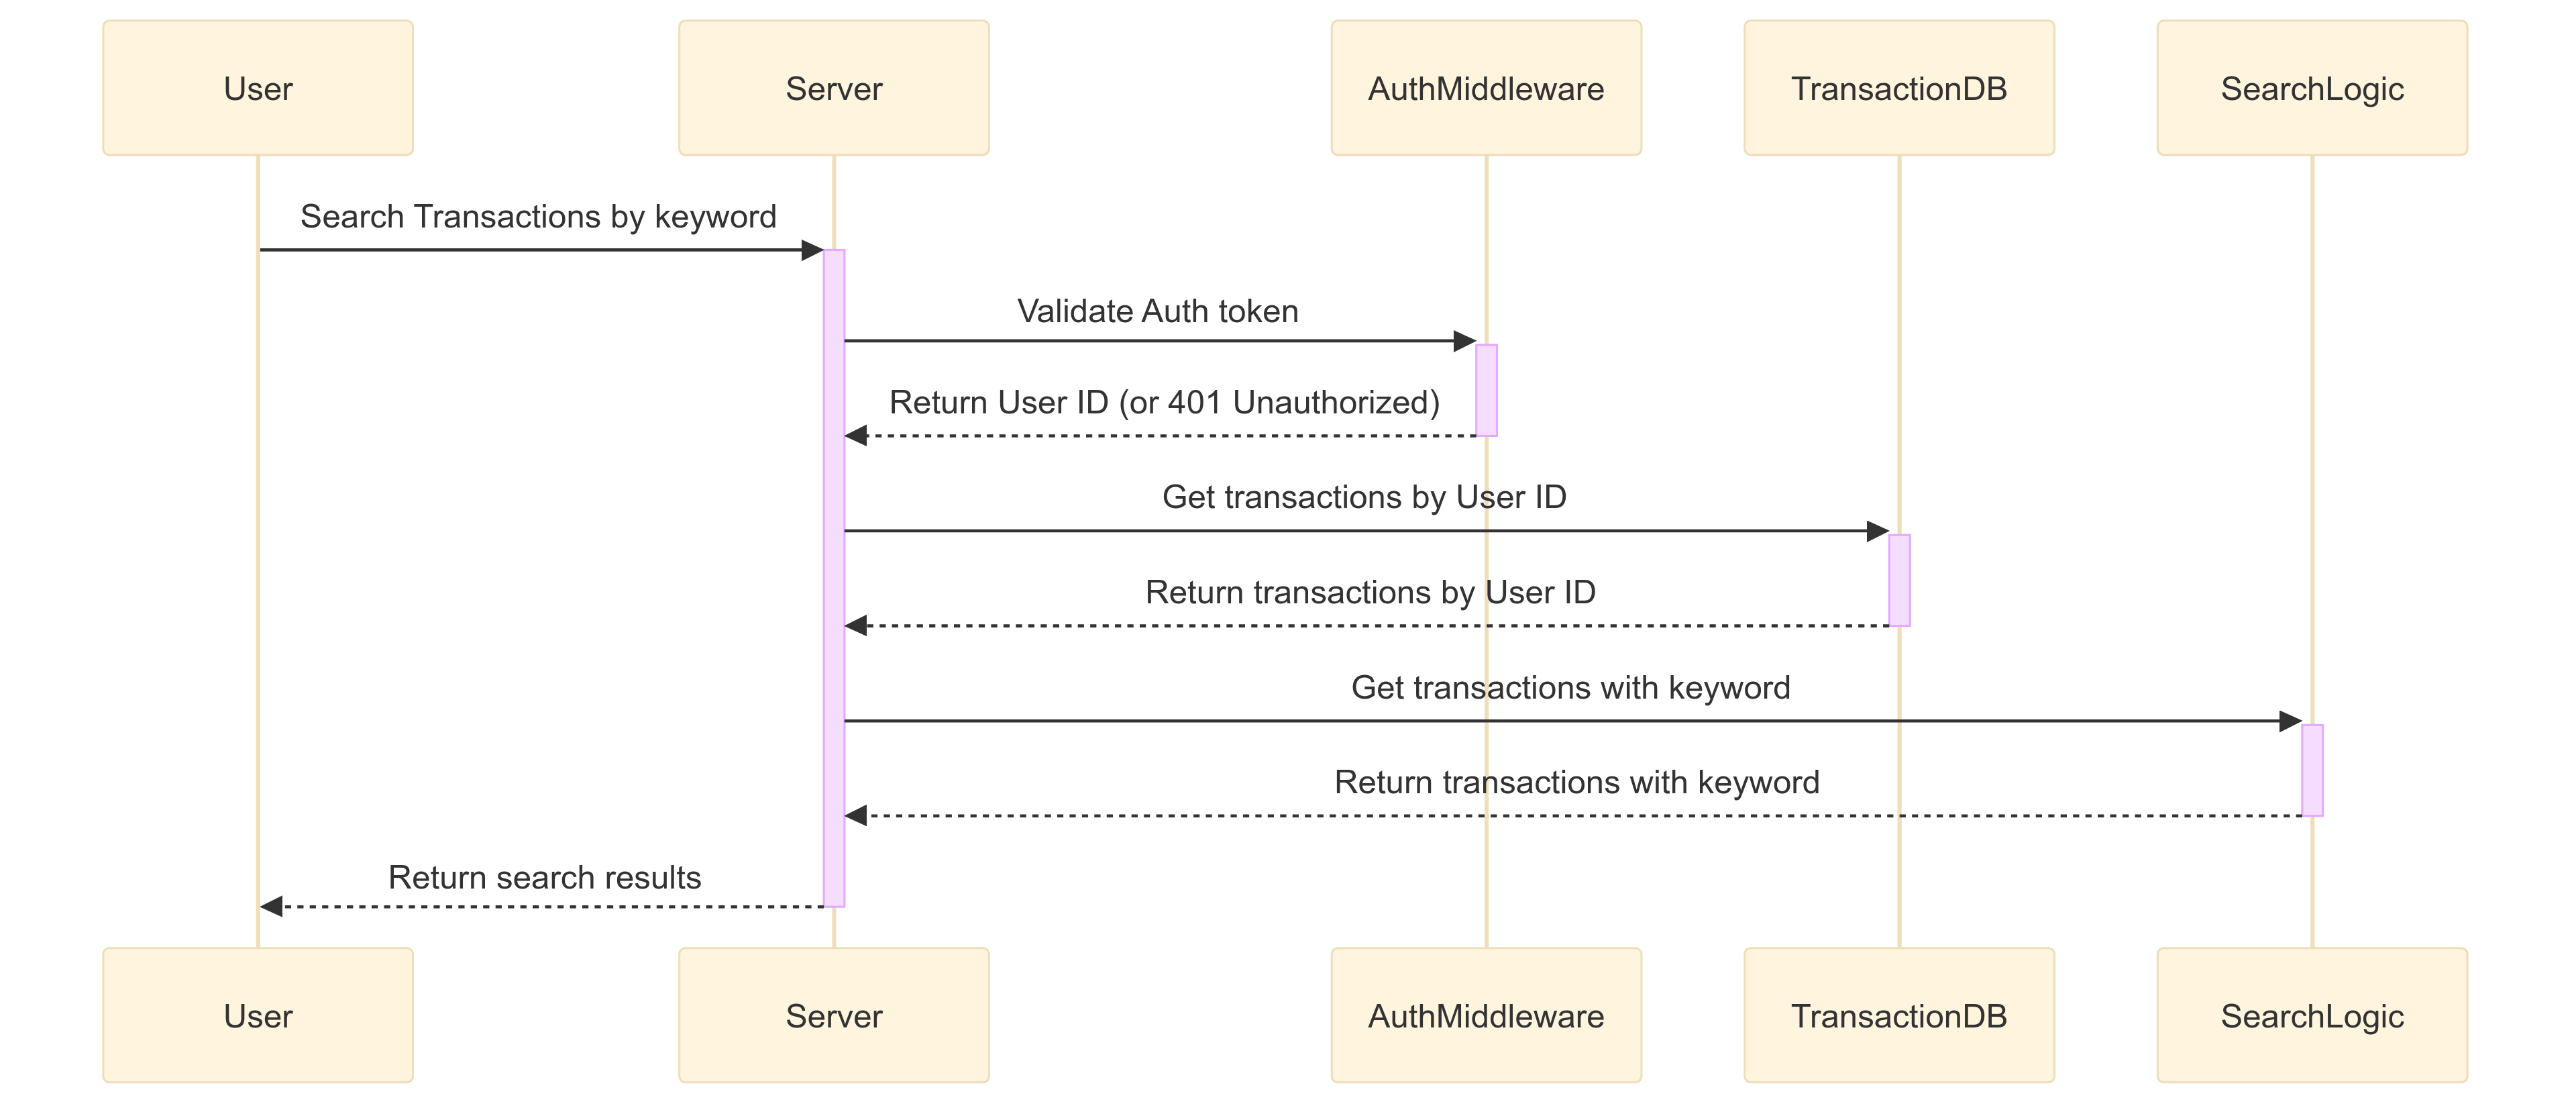 User
Server
AuthMiddleware
TransactionDB
SearchLogic
Search Transactions by keyword
Validate Auth token
Return User ID (or 401 Unauthorized)
Get transactions by User ID
Return transactions by User ID
Get transactions with keyword
Return transactions with keyword
Return search results
User
Server
AuthMiddleware
TransactionDB
SearchLogic